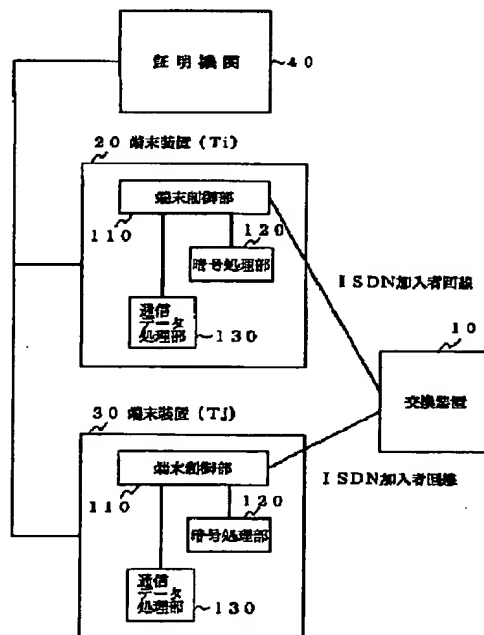 証明機関
40
20 端末装置(Ti)
端末制御部
110
120
暗号処理部
通信
データ
処理部
130
ISDN加入者回線
10
交換装置
30 端末装置(Tj)
端末制御部
ISDN加入者回線
110
120
暗号処理部
通信
データ
処理部
130